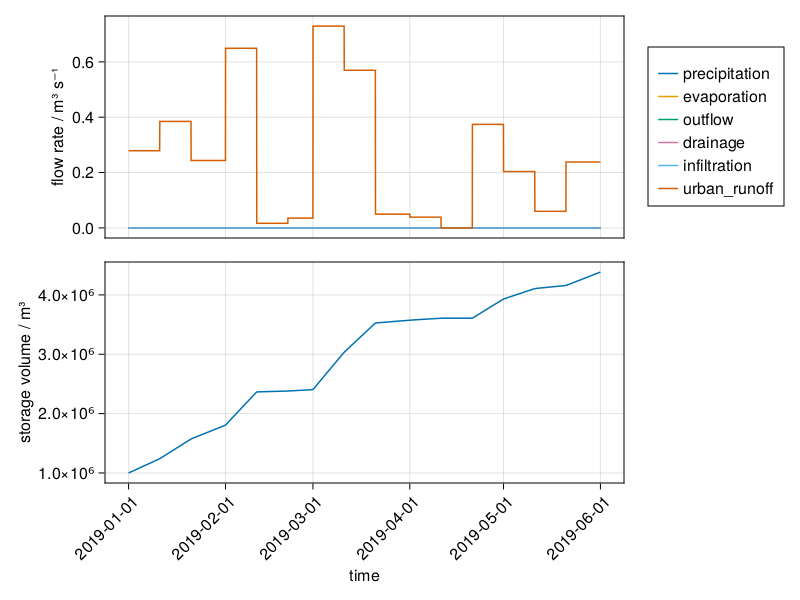 flow rate / m³ s⁻¹
0.6
0.4
0.2
0.0
precipitation
evaporation
outflow
drainage
infiltration
urban_runoff
storage volume / m³
4.0×10⁶
3.0×10⁶
2.0×10⁶
1.0×10⁶
2019-01-01
2019-02-01
2019-03-01
2019-04-01
2019-05-01
2019-06-01
time